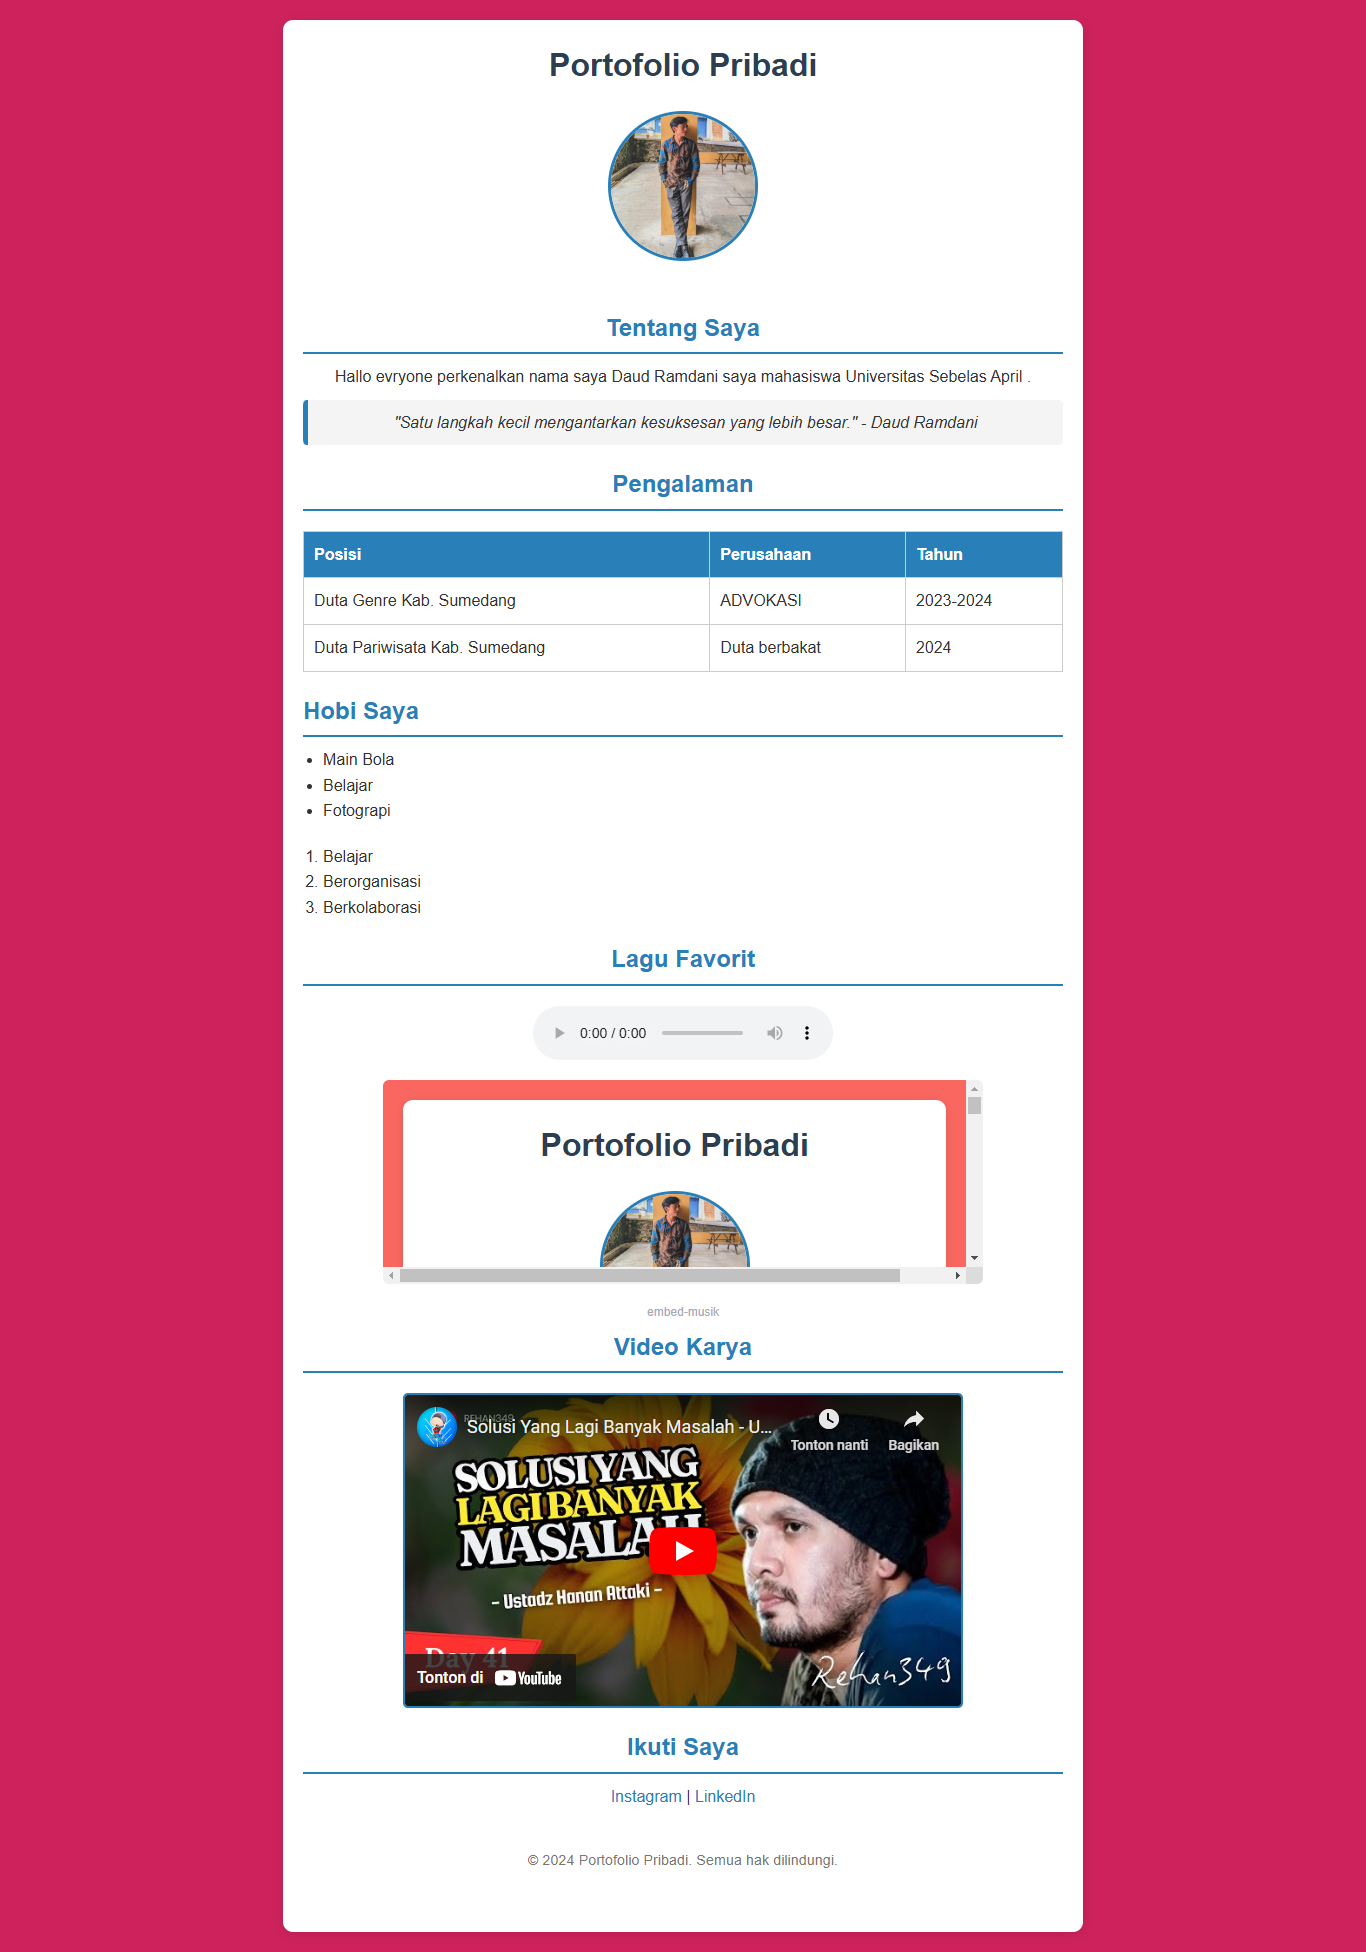 Portofolio Pribadi
Tentang Saya
Hallo evryone perkenalkan nama saya Daud Ramdani saya mahasiswa Universitas Sebelas April .
"Satu langkah kecil mengantarkan kesuksesan yang lebih besar." - Daud Ramdani
Pengalaman
Posisi Perusahaan Tahun
Duta Genre Kab. Sumedang ADVOKASI 2023-2024
Duta Pariwisata Kab. Sumedang Duta berbakat 2024
Hobi Saya
• Main Bola
• Belajar
• Fotograpi
1. Belajar
2. Berorganisasi
3. Berkolaborasi
Lagu Favorit
0:00 / 0:00
Portofolio Pribadi
embed-musik
Video Karya
REHAN349
Solusi Yang Lagi Banyak Masalah - U...
Tonton nanti Bagikan
SOLUSI YANG
LAGI BANYAK
MASALAH
- Ustadz Hanan Attaki -
Day 41
Rehan349
Tonton di YouTube
Ikuti Saya
Instagram | LinkedIn
© 2024 Portofolio Pribadi. Semua hak dilindungi.